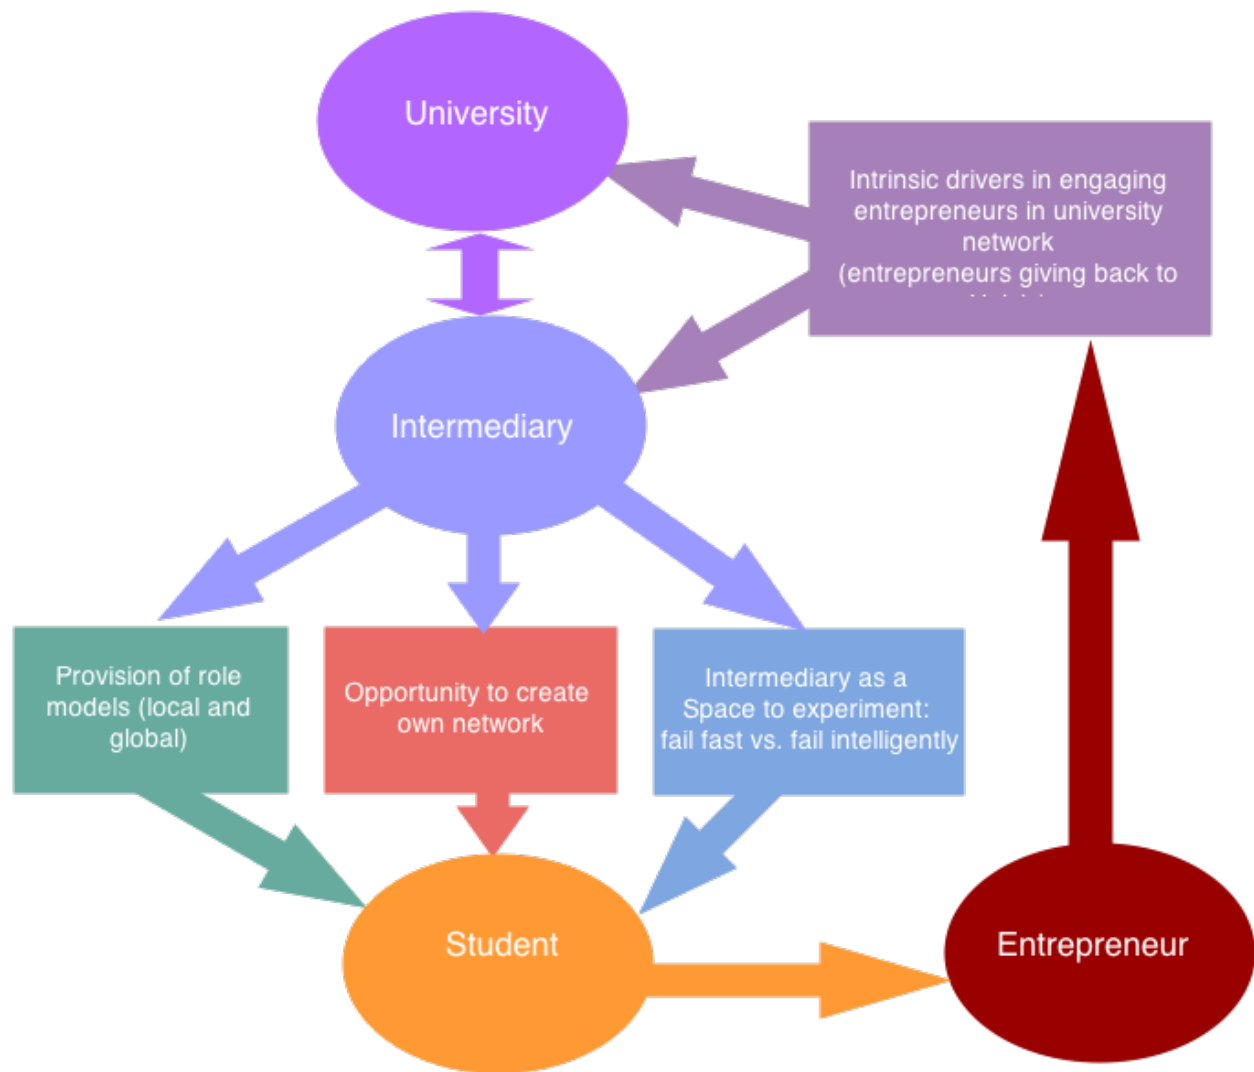 University
Intrinsic drivers in engaging
entrepreneurs in university
network
(entrepreneurs giving back to
Intermediary
Provision of role
models (local and
global)
Opportunity to create
own network
Intermediary as a
Space to experiment:
fail fast vs. fail intelligently
Student
Entrepreneur